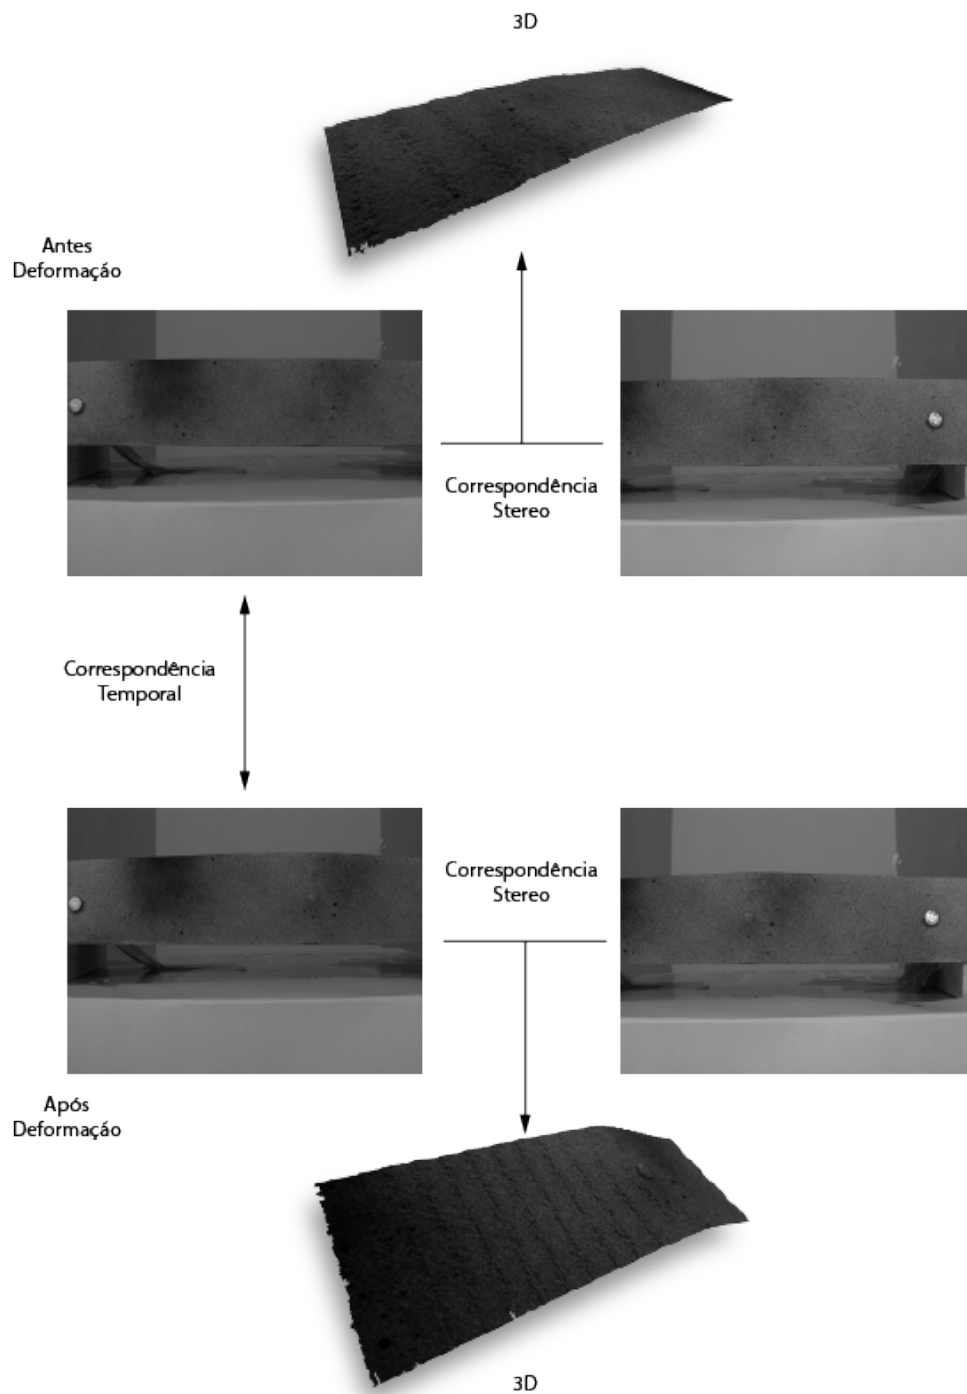 3D
Antes
Deformação
Correspondência
Stereo
Correspondência
Temporal
Correspondência
Stereo
Após
Deformação
3D